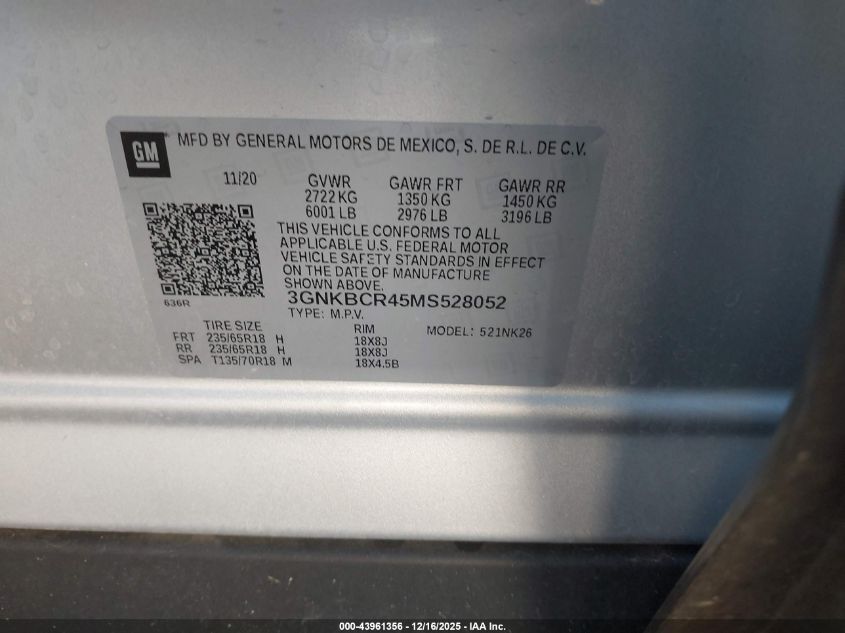 GM
MFD BY GENERAL MOTORS DE MEXICO, S. DE R.L. DE C.V.
11/20 GVWR GAWR FRT GAWR RR
2722 KG 1350 KG 1450 KG
6001 LB 2976 LB 3196 LB
THIS VEHICLE CONFORMS TO ALL
APPLICABLE U.S. FEDERAL MOTOR
VEHICLE SAFETY STANDARDS IN EFFECT
ON THE DATE OF MANUFACTURE
SHOWN ABOVE.
636R
3GNKBCR45MS528052
TYPE: M.P.V. MODEL: 521NK26
TIRE SIZE RIM
FRT 235/65R18 H 18X8J
RR 235/65R18 H 18X8J
SPA T135/70R18 M 18X4.5B
000-43961356 – 12/16/2025 – IAA Inc.